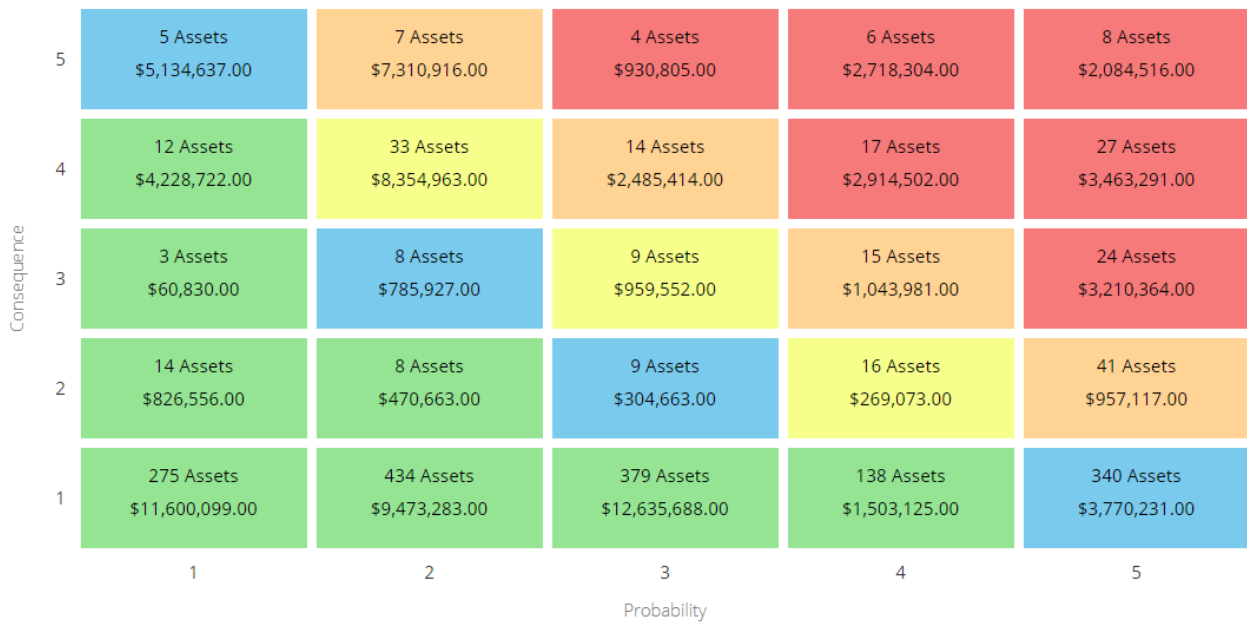 5 Assets
$5,134,637.00
7 Assets
$7,310,916.00
4 Assets
$930,805.00
6 Assets
$2,718,304.00
8 Assets
$2,084,516.00
5
12 Assets
$4,228,722.00
33 Assets
$8,354,963.00
14 Assets
$2,485,414.00
17 Assets
$2,914,502.00
27 Assets
$3,463,291.00
4
3 Assets
$60,830.00
8 Assets
$785,927.00
9 Assets
$959,552.00
15 Assets
$1,043,981.00
24 Assets
$3,210,364.00
3
Consequence
14 Assets
$826,556.00
8 Assets
$470,663.00
9 Assets
$304,663.00
16 Assets
$269,073.00
41 Assets
$957,117.00
2
275 Assets
$11,600,099.00
434 Assets
$9,473,283.00
379 Assets
$12,635,688.00
138 Assets
$1,503,125.00
340 Assets
$3,770,231.00
1
1
2
3
4
5
Probability